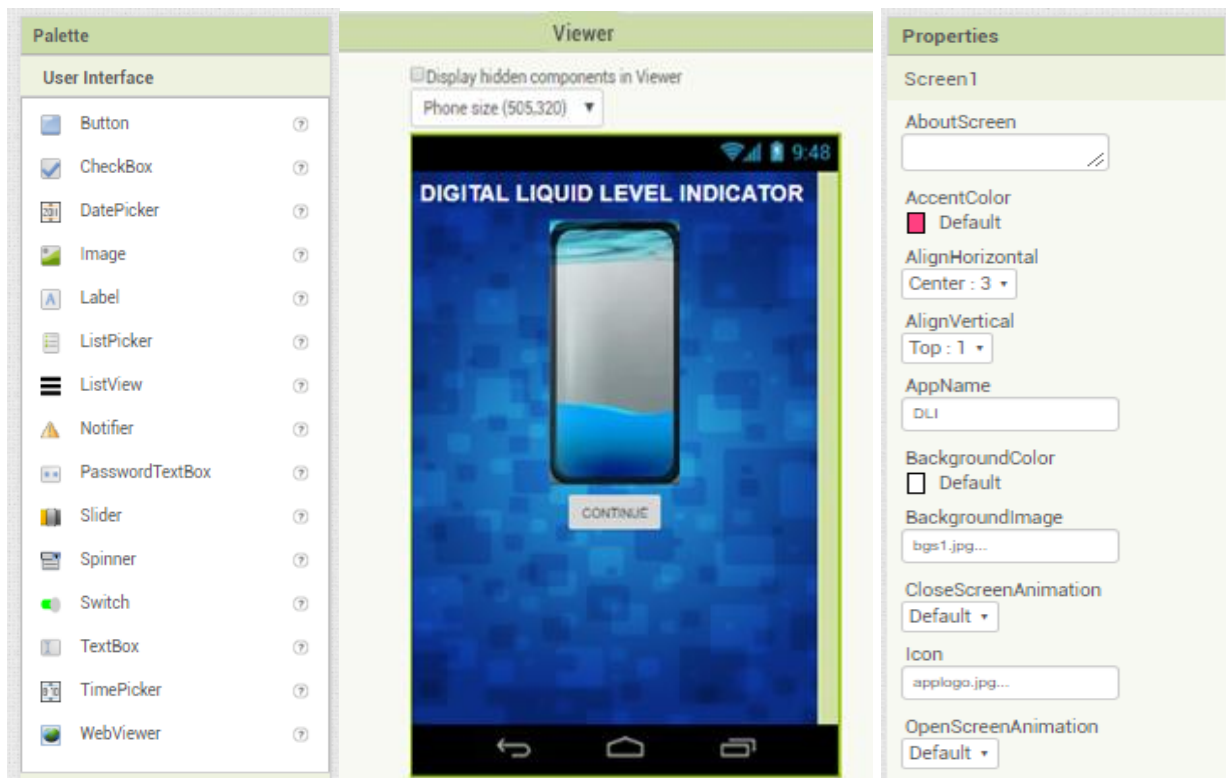 Palette
User Interface
Button
CheckBox
DatePicker
Image
Label
ListPicker
ListView
Notifier
PasswordTextBox
Slider
Spinner
Switch
TextBox
TimePicker
WebViewer
Viewer
Display hidden components in Viewer
Phone size (505,320)
9:48
DIGITAL LIQUID LEVEL INDICATOR
CONTINUE
Properties
Screen1
AboutScreen
AccentColor
Default
AlignHorizontal
Center : 3
AlignVertical
Top : 1
AppName
DLI
BackgroundColor
Default
BackgroundImage
bgs1.jpg...
CloseScreenAnimation
Default
Icon
applogo.jpg...
OpenScreenAnimation
Default